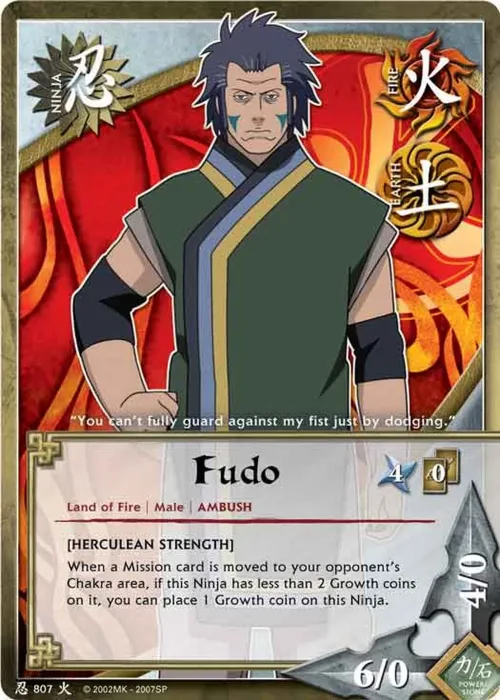 NINJA 忍
FIRE 火
EARTH 土
"You can't fully guard against my fist just by dodging."
Fudo
4 0
Land of Fire | Male | AMBUSH
[HERCULEAN STRENGTH]
When a Mission card is moved to your opponent's
Chakra area, if this Ninja has less than 2 Growth coins
on it, you can place 1 Growth coin on this Ninja.
4/0
6/0
力/石
POWER/
STONE
忍 807 火 © 2002MK - 2007SP